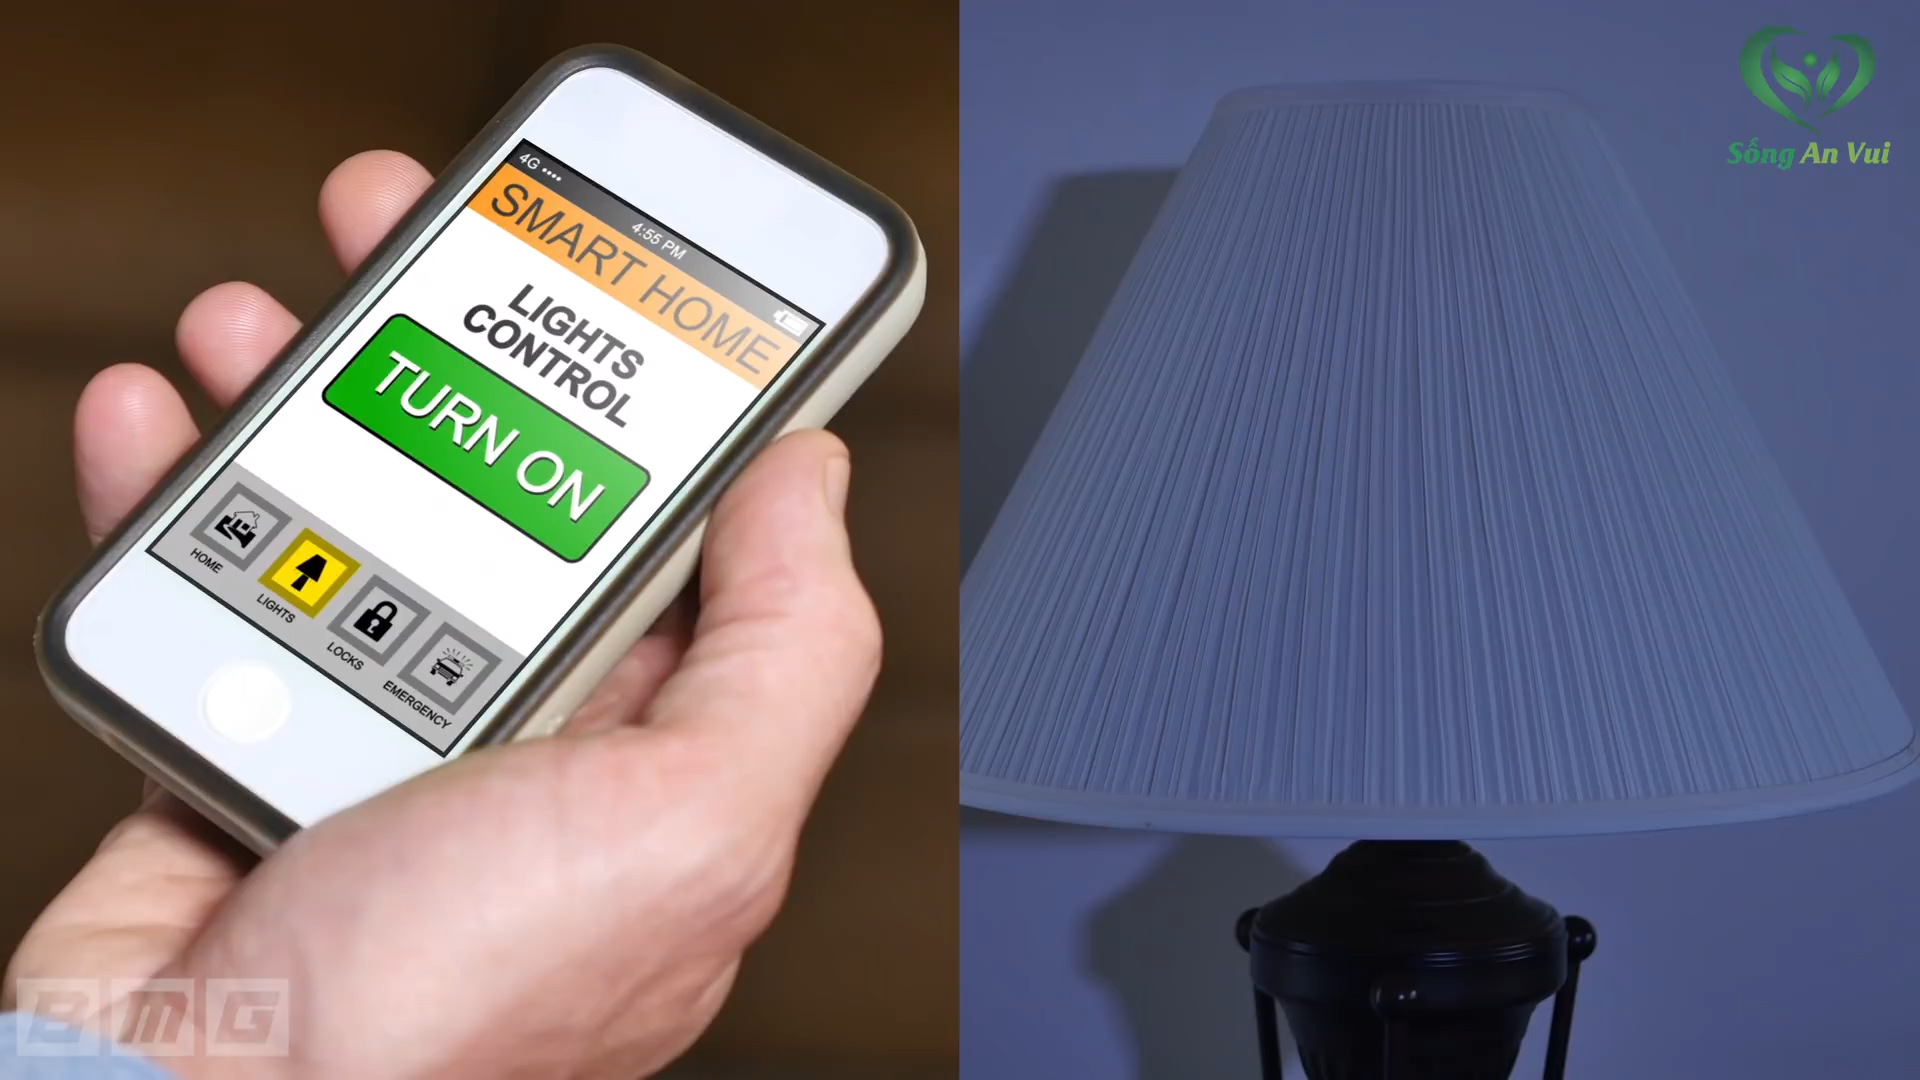 4G
4:55 PM
SMART HOME
LIGHTS
CONTROL
TURN ON
HOME
LIGHTS
LOCKS
EMERGENCY
Sống An Vui
BMG